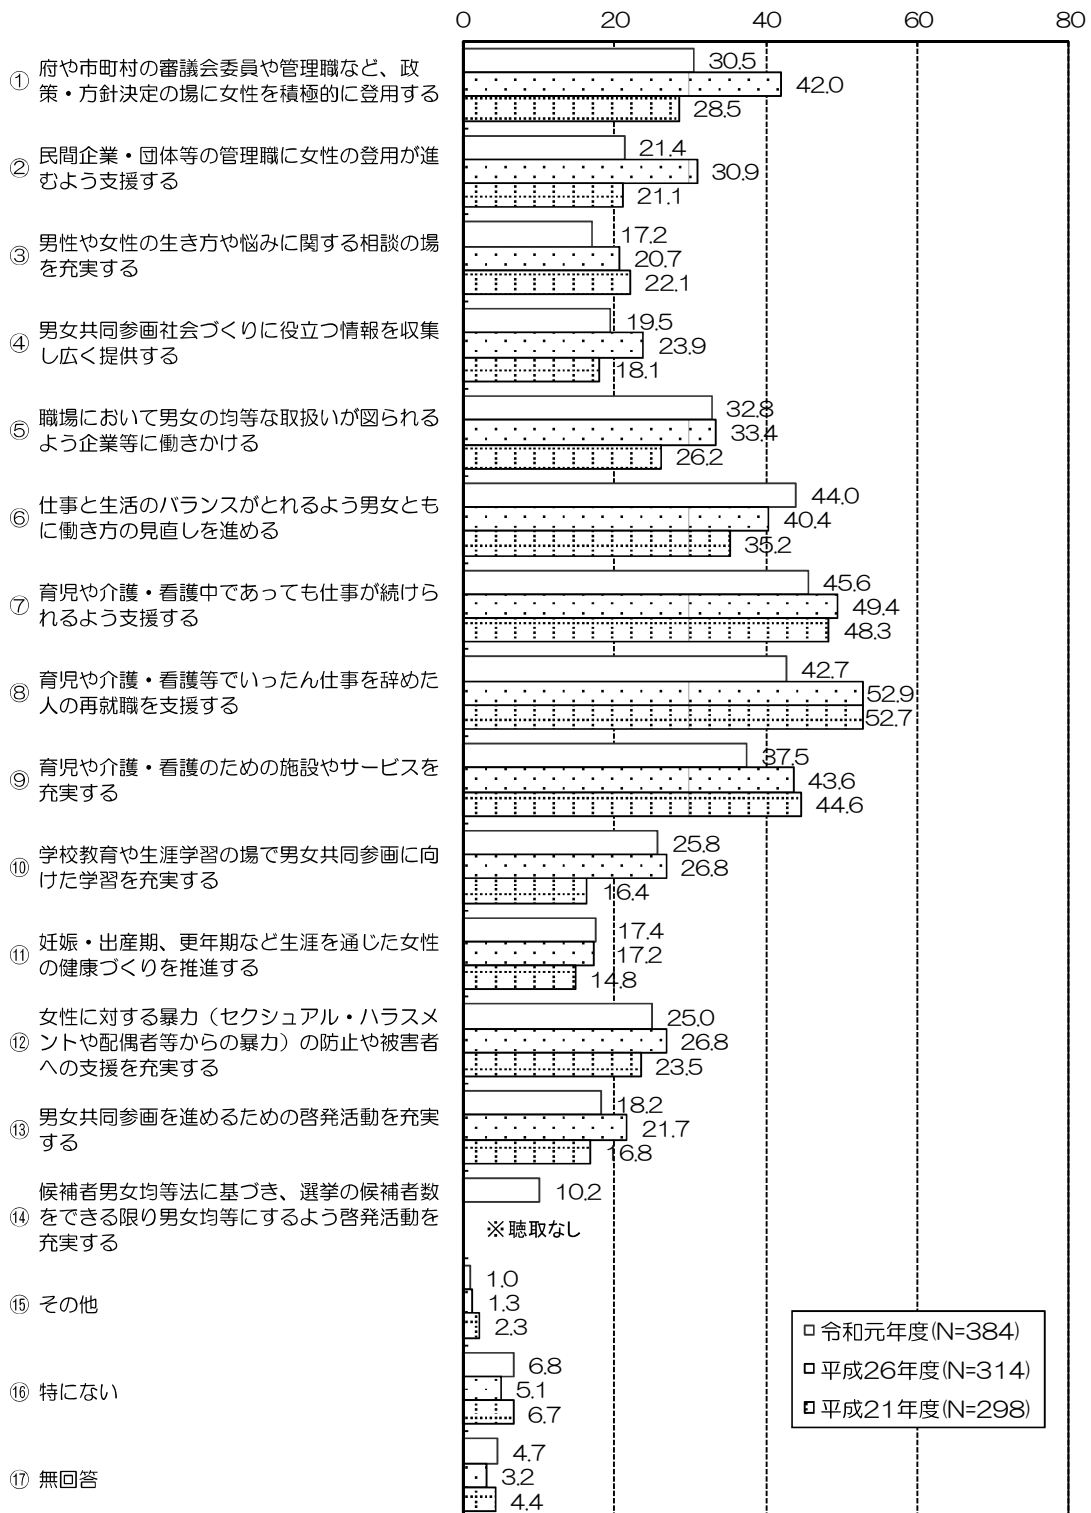 0 20 40 60 80
① 府や市町村の審議会委員や管理職など、政
策・方針決定の場に女性を積極的に登用する
30.5
42.0
28.5
② 民間企業・団体等の管理職に女性の登用が進
むよう支援する
21.4
30.9
21.1
③ 男性や女性の生き方や悩みに関する相談の場
を充実する
17.2
20.7
22.1
④ 男女共同参画社会づくりに役立つ情報を収集
し広く提供する
19.5
23.9
18.1
⑤ 職場において男女の均等な取扱いが図られる
よう企業等に働きかける
32.8
33.4
26.2
⑥ 仕事と生活のバランスがとれるよう男女とも
に働き方の見直しを進める
44.0
40.4
35.2
⑦ 育児や介護・看護中であっても仕事が続けら
れるよう支援する
45.6
49.4
48.3
⑧ 育児や介護・看護等でいったん仕事を辞めた
人の再就職を支援する
42.7
52.9
52.7
⑨ 育児や介護・看護のための施設やサービスを
充実する
37.5
43.6
44.6
⑩ 学校教育や生涯学習の場で男女共同参画に向
けた学習を充実する
25.8
26.8
16.4
⑪ 妊娠・出産期、更年期など生涯を通じた女性
の健康づくりを推進する
17.4
17.2
14.8
⑫ 女性に対する暴力（セクシュアル・ハラスメ
ントや配偶者等からの暴力）の防止や被害者
への支援を充実する
25.0
26.8
23.5
⑬ 男女共同参画を進めるための啓発活動を充実
する
18.2
21.7
16.8
⑭ 候補者男女均等法に基づき、選挙の候補者数
をできる限り男女均等にするよう啓発活動を
充実する
10.2
※聴取なし
⑮ その他
1.0
1.3
2.3
⑯ 特にない
6.8
5.1
6.7
⑰ 無回答
4.7
3.2
4.4
令和元年度(N=384)
平成26年度(N=314)
平成21年度(N=298)